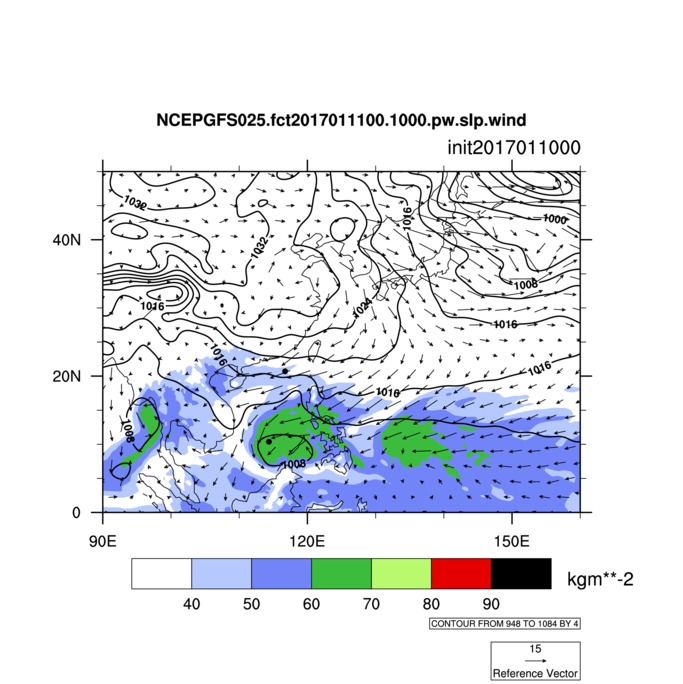 NCEPGFS025.fct2017011100.1000.pw.slp.wind
init2017011000
1032
1016
1000
40N
1032
1008
1016
1024
1016
1016
1016
20N
1016
1008
1008
0
90E 120E 150E
40 50 60 70 80 90 kgm**-2
CONTOUR FROM 948 TO 1084 BY 4
15
Reference Vector